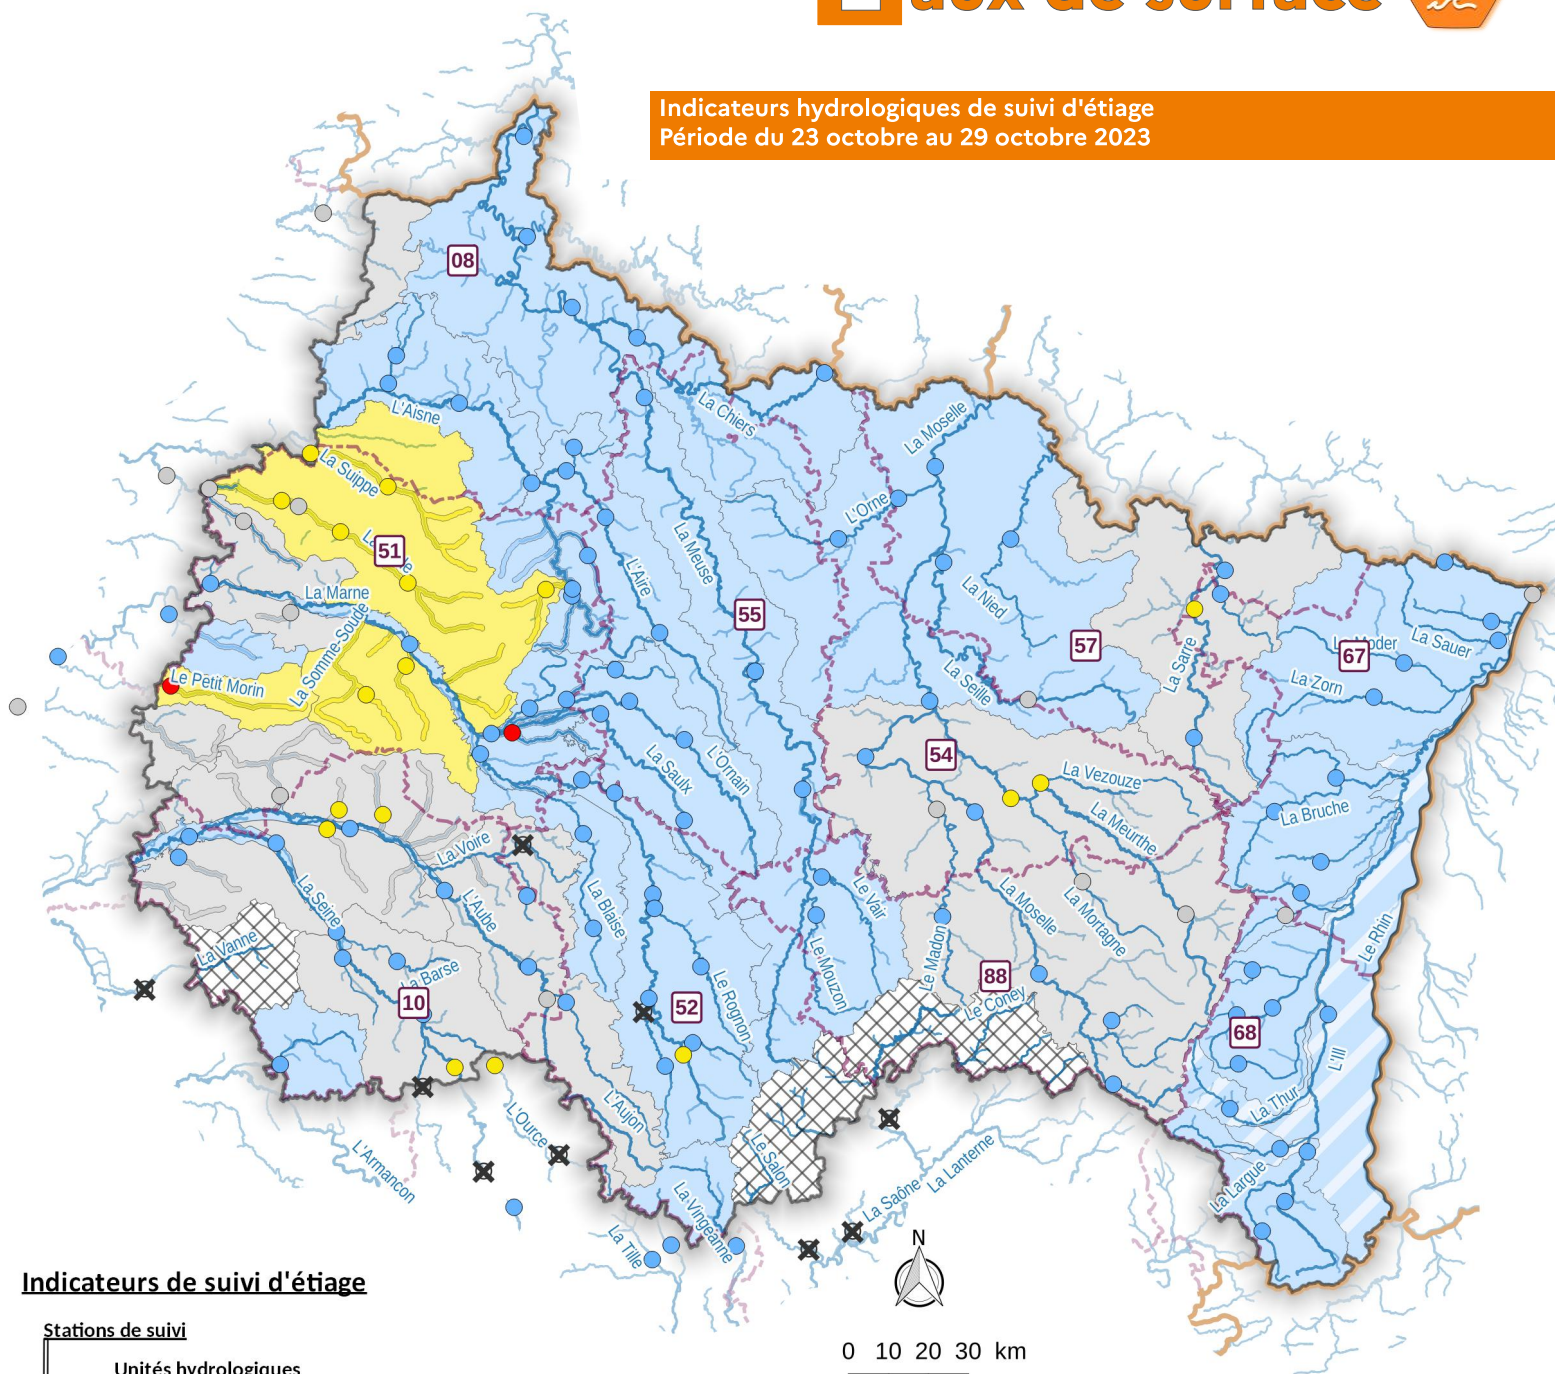 aux de surface
Indicateurs hydrologiques de suivi d'étiage
Période du 23 octobre au 29 octobre 2023
08
L'Aisne
La Chiers
La Moselle
La Suippe
L'Orne
51
La Meuse
L'Aire
La Nied
La Marne
55
57
67
La Sauer
La Somme-Soude
La Sarre
La Zorn
Le Petit Morin
La Seille
54
La Saulx
L'Ornain
La Vezouze
La Meurthe
La Bruche
La Voire
La Seine
L'Aube
La Blaise
Le Vair
La Moselle
La Mortagne
Le Rhin
La Vanne
La Barse
Le Madon
Le Mouzon
88
Le Coney
10
52
Le Rognon
68
Ill
La Thur
L'Ource
L'Aujon
L'Armançon
Le Salon
La Lanterne
La Saône
La Largue
La Vingeanne
La Tille
N
Indicateurs de suivi d'étiage
Stations de suivi
Unités hydrologiques
0 10 20 30 km